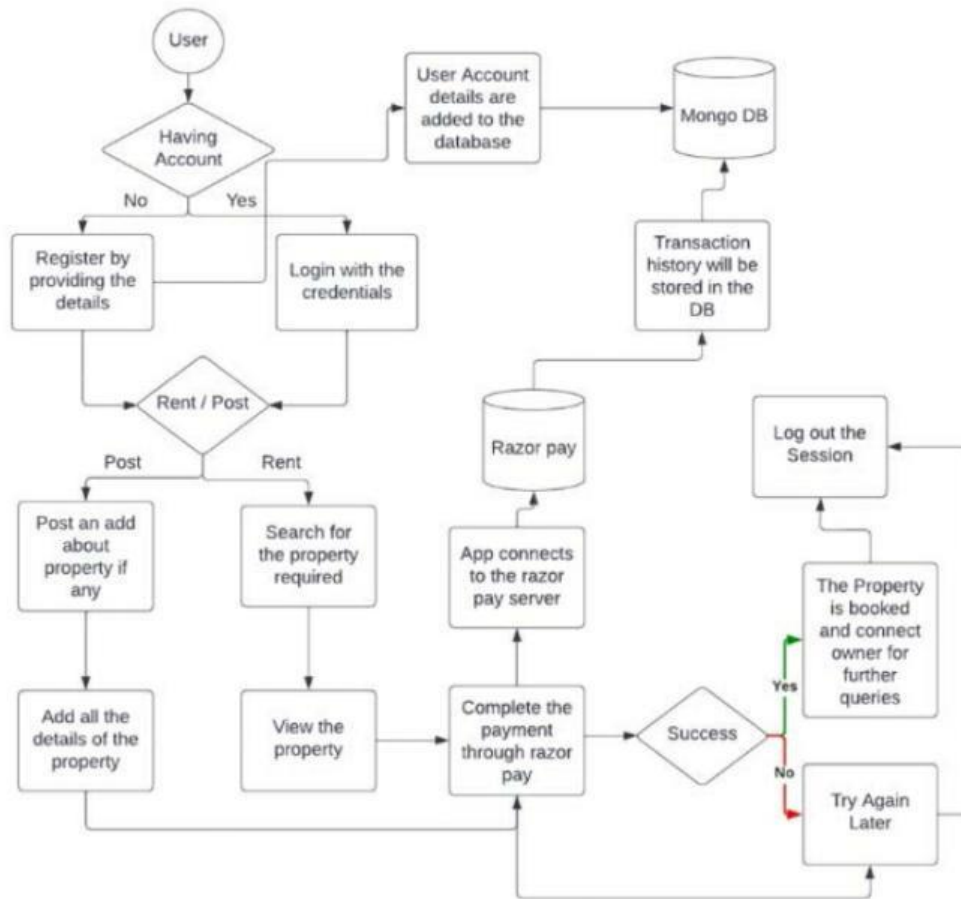 User
Having
Account
No
Yes
Register by
providing the
details
Login with the
credentials
User Account
details are
added to the
database
Mongo DB
Transaction
history will be
stored in the
DB
Rent / Post
Post
Rent
Post an add
about
property if
any
Search for
the property
required
Add all the
details of the
property
View the
property
Razor pay
App connects
to the razor
pay server
Complete the
payment
through razor
pay
Success
Yes
No
Log out the
Session
The Property
is booked
and connect
owner for
further
queries
Try Again
Later